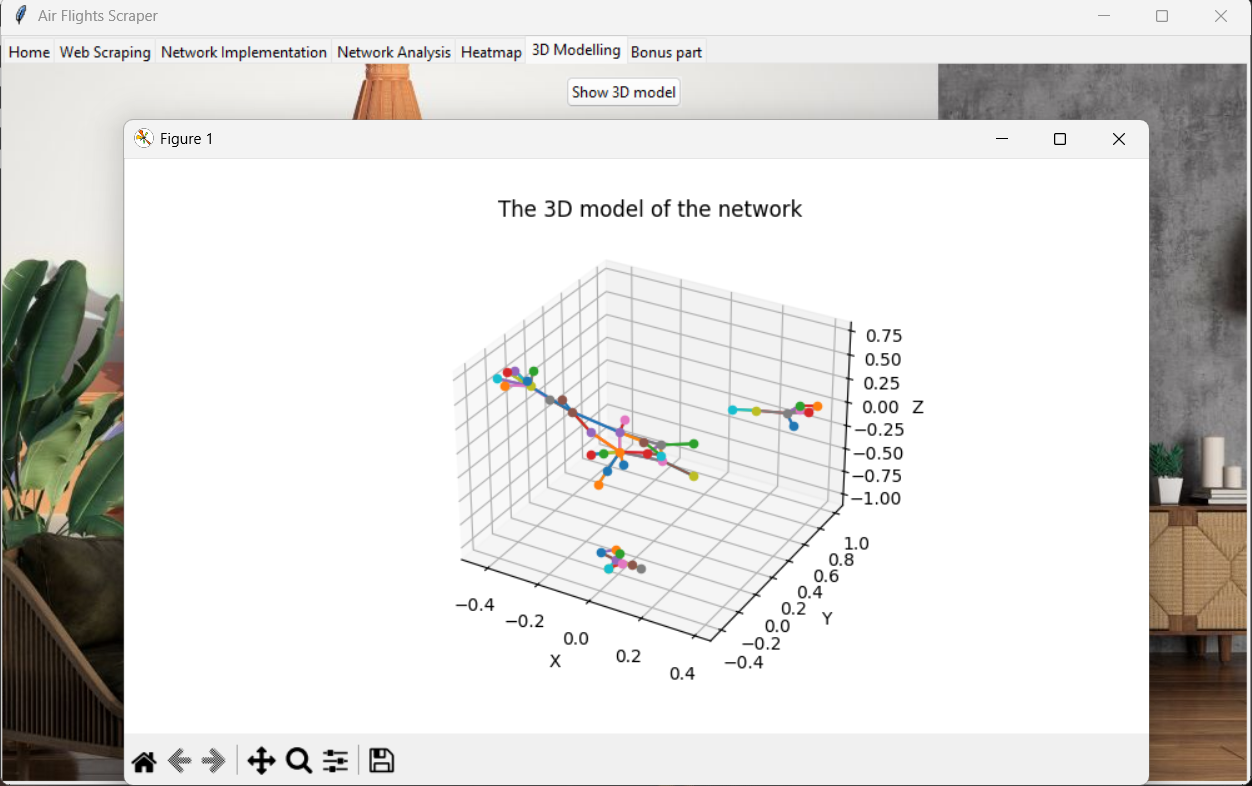 Air Flights Scraper
Home Web Scraping Network Implementation Network Analysis Heatmap 3D Modelling Bonus part
Show 3D model
Figure 1
The 3D model of the network
0.75
0.50
0.25
0.00 Z
−0.25
−0.50
−0.75
−1.00
1.0
0.8
0.6
0.4
0.2 Y
0.0
−0.2
−0.4
−0.4
−0.2
0.0
X
0.2
0.4